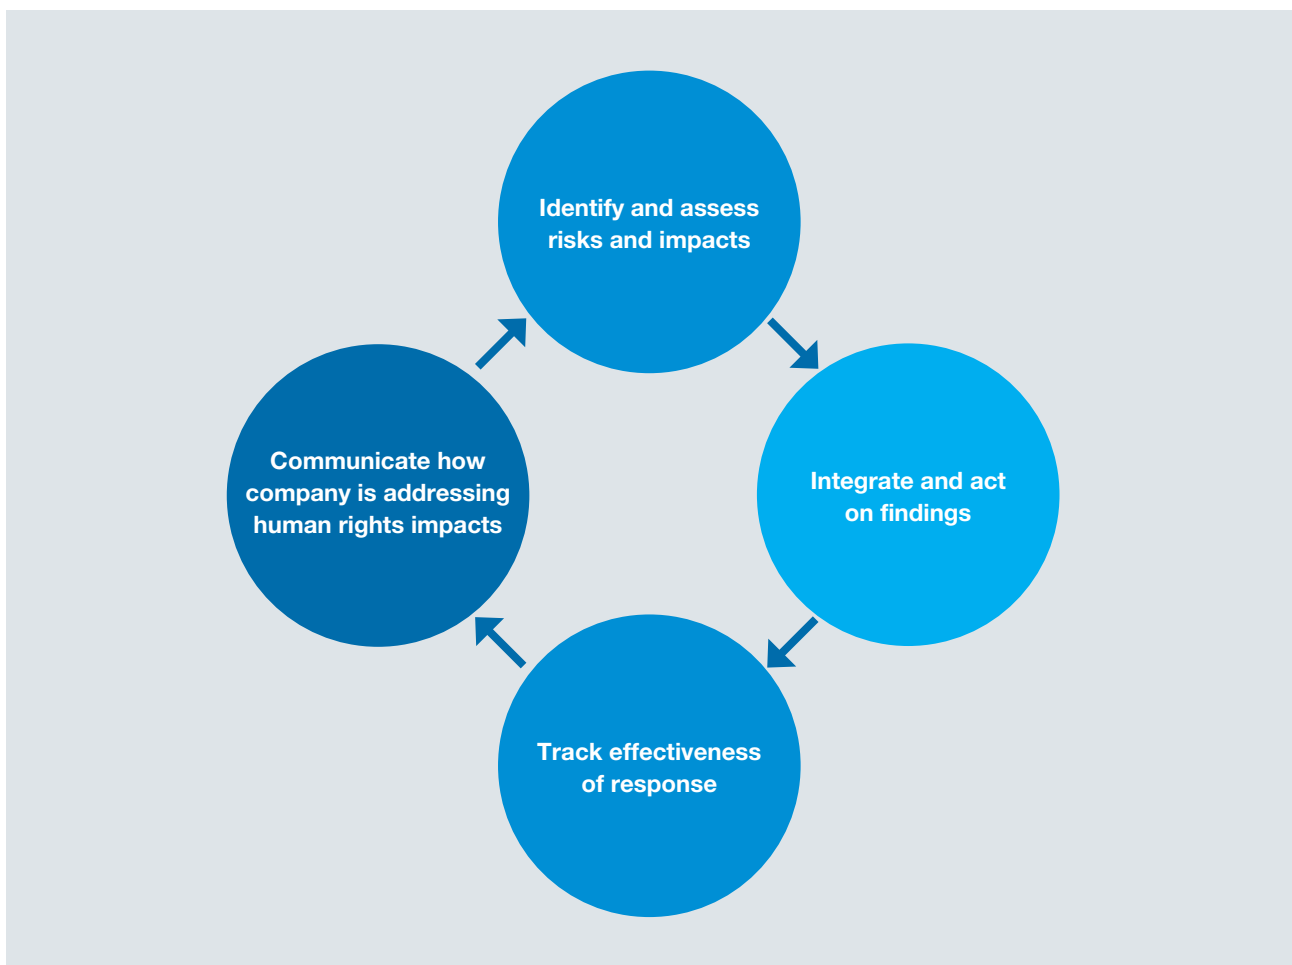 Identify and assess
risks and impacts
Integrate and act
on findings
Track effectiveness
of response
Communicate how
company is addressing
human rights impacts